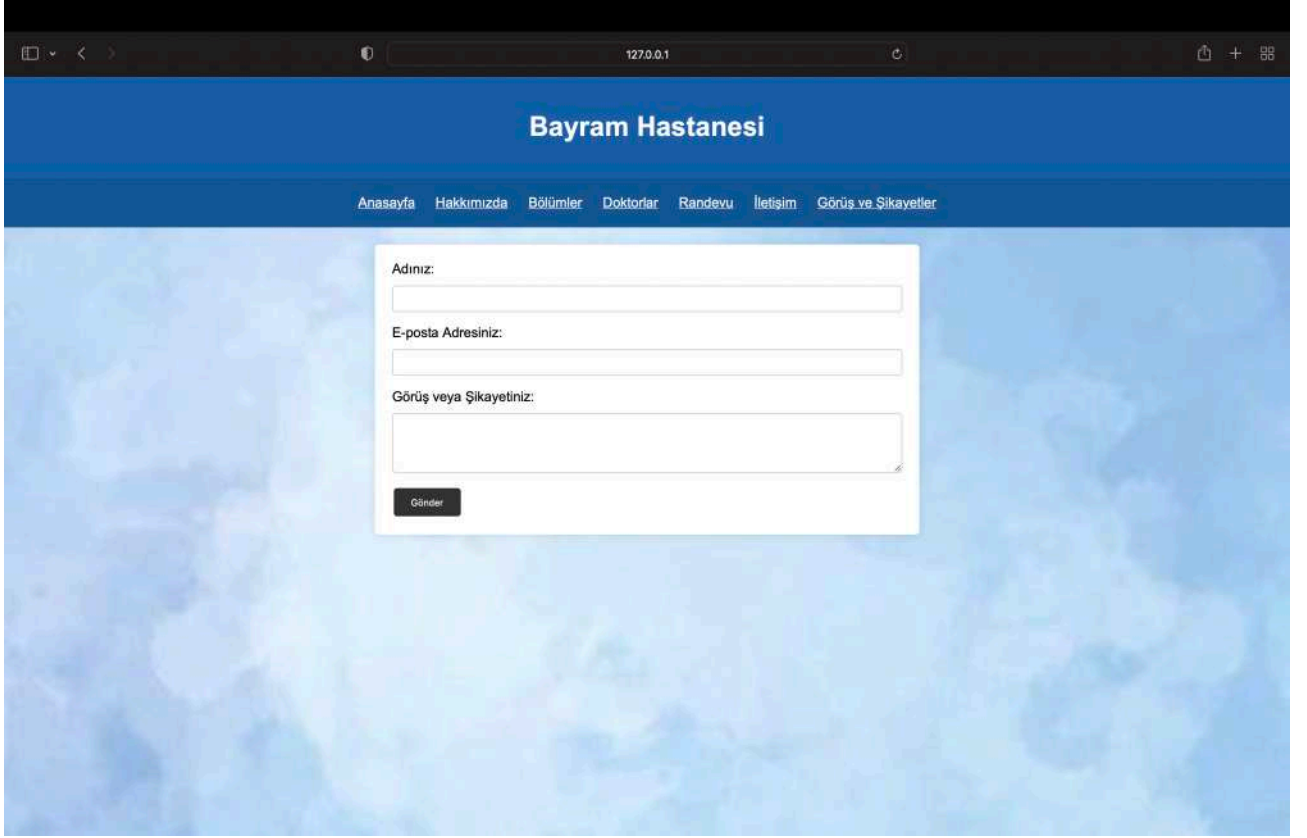 127.0.0.1
Bayram Hastanesi
Anasayfa Hakkımızda Bölümler Doktorlar Randevu İletişim Görüş ve Şikayetler
Adınız:
E-posta Adresiniz:
Görüş veya Şikayetiniz:
Gönder